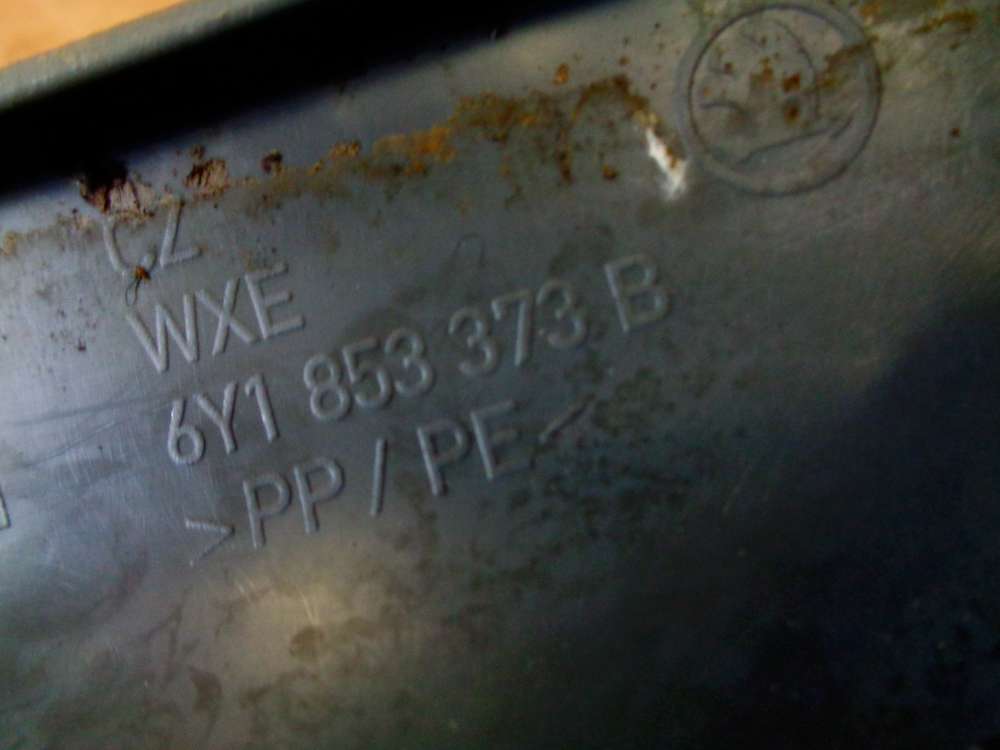 CZ
WXE
6Y1 853 373 B
>PP / PE<